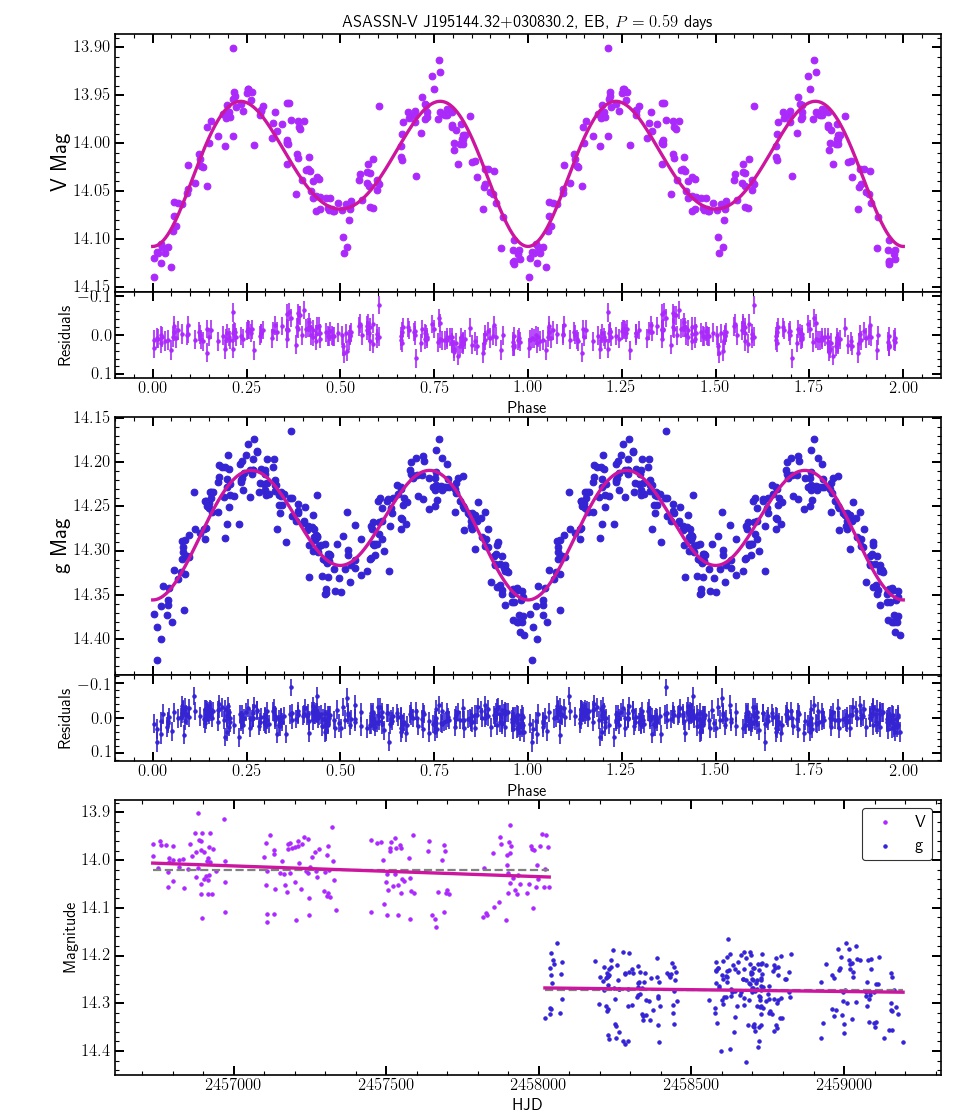 ASASSN-V J195144.32+030830.2, EB, P = 0.59 days
13.90
13.95
14.00
14.05
14.10
14.15
V Mag
−0.1
0.0
0.1
Residuals
0.00 0.25 0.50 0.75 1.00 1.25 1.50 1.75 2.00
Phase
14.15
14.20
14.25
14.30
14.35
14.40
g Mag
−0.1
0.0
0.1
Residuals
0.00 0.25 0.50 0.75 1.00 1.25 1.50 1.75 2.00
Phase
13.9
14.0
14.1
14.2
14.3
14.4
Magnitude
V
g
2457000 2457500 2458000 2458500 2459000
HJD